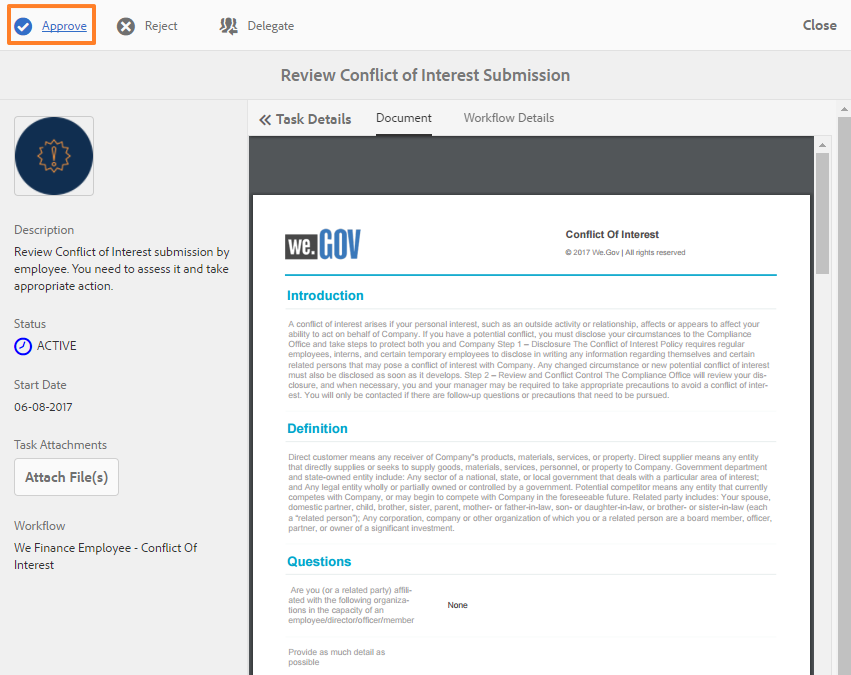 Approve Reject Delegate Close
Review Conflict of Interest Submission
Task Details Document Workflow Details
Description
Review Conflict of Interest submission by
employee. You need to assess it and take
appropriate action.
Status
ACTIVE
Start Date
06-08-2017
Task Attachments
Attach File(s)
Workflow
We Finance Employee - Conflict Of
Interest
we.GOV
Conflict Of Interest
© 2017 We.Gov | All rights reserved
Introduction
A conflict of interest arises if your personal interest, such as an outside activity or relationship, affects or appears to affect your
ability to act on behalf of Company. If you have a potential conflict, you must disclose your circumstances to the Compliance
Office and take steps to protect both you and Company Step 1 – Disclosure The Conflict of Interest Policy requires regular
employees, interns, and certain temporary employees to disclose in writing any information regarding themselves and certain
related persons that may pose a conflict of interest with Company. Any changed circumstance or new potential conflict of interest
must also be disclosed as soon as it develops. Step 2 – Review and Conflict Control The Compliance Office will review your dis-
closure, and when necessary, you and your manager may be required to take appropriate precautions to avoid a conflict of inter-
est. You will only be contacted if there are follow-up questions or precautions that need to be pursued.
Definition
Direct customer means any receiver of Company"s products, materials, services, or property. Direct supplier means any entity
that directly supplies or seeks to supply goods, materials, services, personnel, or property to Company. Government department
and state-owned entity include: Any sector of a national, state, or local government that deals with a particular area of interest;
and Any legal entity wholly or partially owned or controlled by a government. Potential competitor means any entity that currently
competes with Company, or may begin to compete with Company in the foreseeable future. Related party includes: Your spouse,
domestic partner, child, brother, sister, parent, mother- or father-in-law, son- or daughter-in-law, or brother- or sister-in-law (each
a “related person”); Any corporation, company or other organization of which you or a related person are a board member, officer,
partner, or owner of a significant investment.
Questions
Are you (or a related party) affili-
ated with the following organiza-
tions in the capacity of an
employee/director/officer/member
None
Provide as much detail as
possible